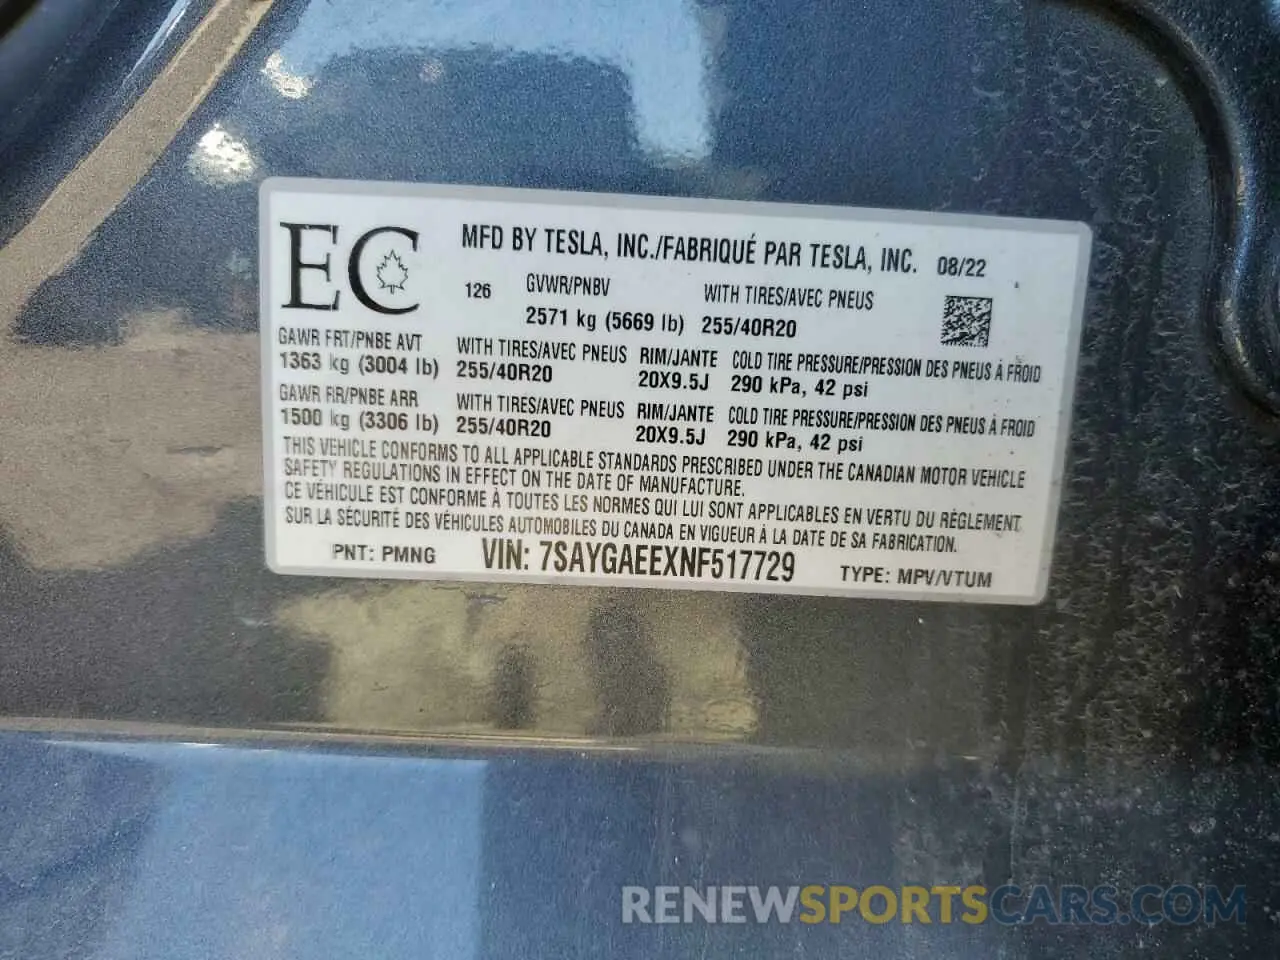 EC MFD BY TESLA, INC./FABRIQUÉ PAR TESLA, INC. 08/22
126 GVWR/PNBV WITH TIRES/AVEC PNEUS
2571 kg (5669 lb) 255/40R20
GAWR FRT/PNBE AVT WITH TIRES/AVEC PNEUS RIM/JANTE COLD TIRE PRESSURE/PRESSION DES PNEUS À FROID
1363 kg (3004 lb) 255/40R20 20X9.5J 290 kPa, 42 psi
GAWR RR/PNBE ARR WITH TIRES/AVEC PNEUS RIM/JANTE COLD TIRE PRESSURE/PRESSION DES PNEUS À FROID
1500 kg (3306 lb) 255/40R20 20X9.5J 290 kPa, 42 psi
THIS VEHICLE CONFORMS TO ALL APPLICABLE STANDARDS PRESCRIBED UNDER THE CANADIAN MOTOR VEHICLE
SAFETY REGULATIONS IN EFFECT ON THE DATE OF MANUFACTURE.
CE VÉHICULE EST CONFORME À TOUTES LES NORMES QUI LUI SONT APPLICABLES EN VERTU DU RÈGLEMENT
SUR LA SÉCURITÉ DES VÉHICULES AUTOMOBILES DU CANADA EN VIGUEUR À LA DATE DE SA FABRICATION.
PNT: PMNG VIN: 7SAYGAEEXNF517729 TYPE: MPV/VTUM
RENEWSPORTSCARS.COM